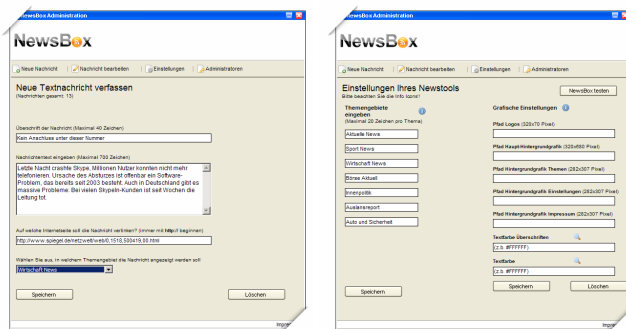 NewsBox Administration
NewsBox
Neue Nachricht
Nachricht bearbeiten
Einstellungen
Administratoren
Neue Textnachricht verfassen
(Nachrichten gesamt: 13)
Überschrift der Nachricht (Maximal 40 Zeichen)
Kein Anschluss unter dieser Nummer
Nachrichtentext eingeben (Maximal 700 Zeichen)
Letzte Nacht crashte Skype, Millionen Nutzer konnten nicht mehr
telefonieren. Ursache des Absturzes ist offenbar ein Software-
Problem, das bereits seit 2003 besteht. Auch in Deutschland gibt es
massive Probleme: Bei vielen Skypeln-Kunden ist seit Wochen die
Leitung tot.
Auf welche Internetseite soll die Nachricht verlinken? (immer mit http:// beginnen)
http://www.spiegel.de/netzwelt/web/0,1518,500419,00.html
Wählen Sie aus, in welchem Themengebiet die Nachricht angezeigt werden soll
Wirtschaft News
Speichern
Löschen
NewsBox Administration
NewsBox
Neue Nachricht
Nachricht bearbeiten
Einstellungen
Administratoren
Einstellungen Ihres Newstools
Bitte beachten Sie die Info Icons!!
NewsBox testen
Themengebiete
eingeben
(Maximal 20 Zeichen pro Thema)
Aktuelle News
Sport News
Wirtschaft News
Börse Aktuell
Innenpolitik
Auslansreport
Auto und Sicherheit
Speichern
Grafische Einstellungen
Pfad Logos (320x70 Pixel)
Pfad Haupt-Hintergrundgrafik (320x600 Pixel)
Pfad Hintergrundgrafik Themen (282x307 Pixel)
Pfad Hintergrundgrafik Einstellungen (282x307 Pixel)
Pfad Hintergrundgrafik Impressum (282x307 Pixel)
Textfarbe Überschriften
(z.b. #FFFFFF)
Textfarbe
(z.b. #FFFFFF)
Speichern
Löschen